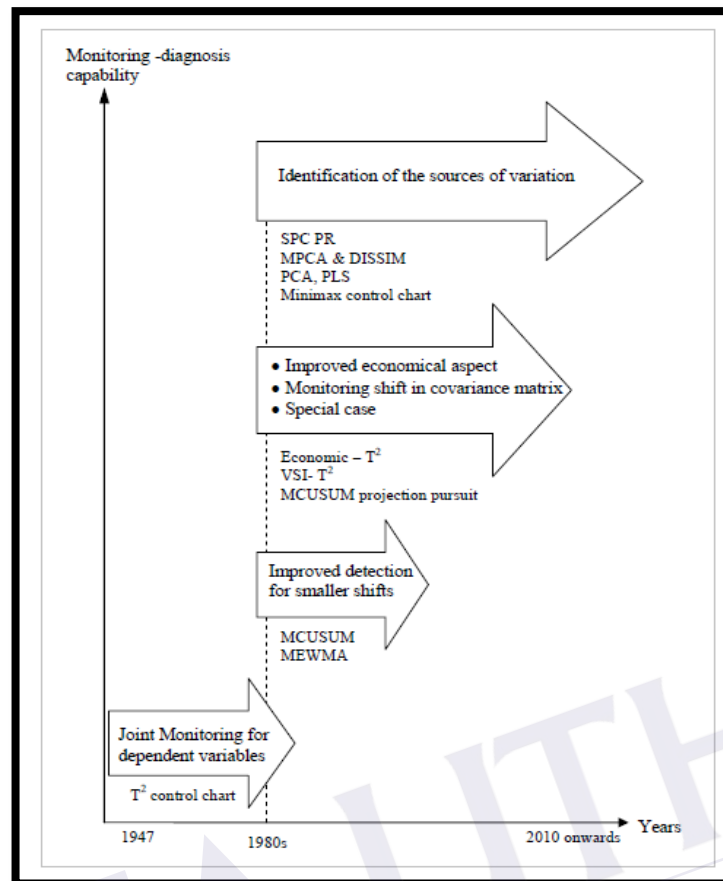 Monitoring -diagnosis
capability
Identification of the sources of variation
SPC PR
MPCA & DISSIM
PCA, PLS
Minimax control chart
• Improved economical aspect
• Monitoring shift in covariance matrix
• Special case
Economic – T²
VSI- T²
MCUSUM projection pursuit
Improved detection
for smaller shifts
MCUSUM
MEWMA
Joint Monitoring for
dependent variables
T² control chart
Years
1947
1980s
2010 onwards